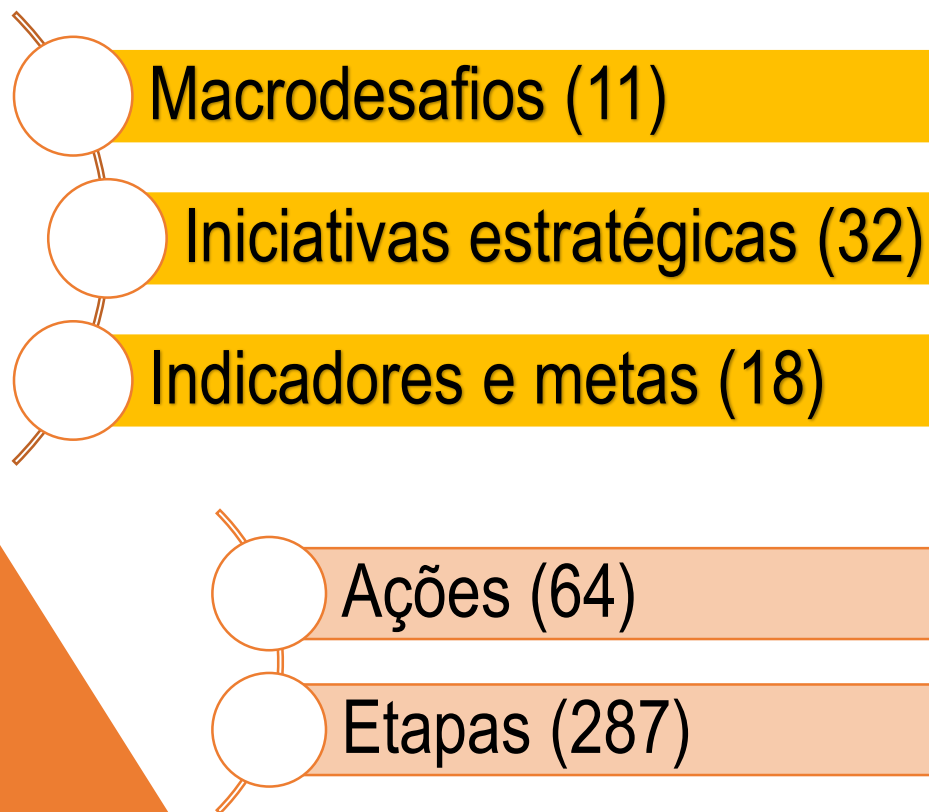 Macrodesafios (11)
Iniciativas estratégicas (32)
Indicadores e metas (18)
Ações (64)
Etapas (287)